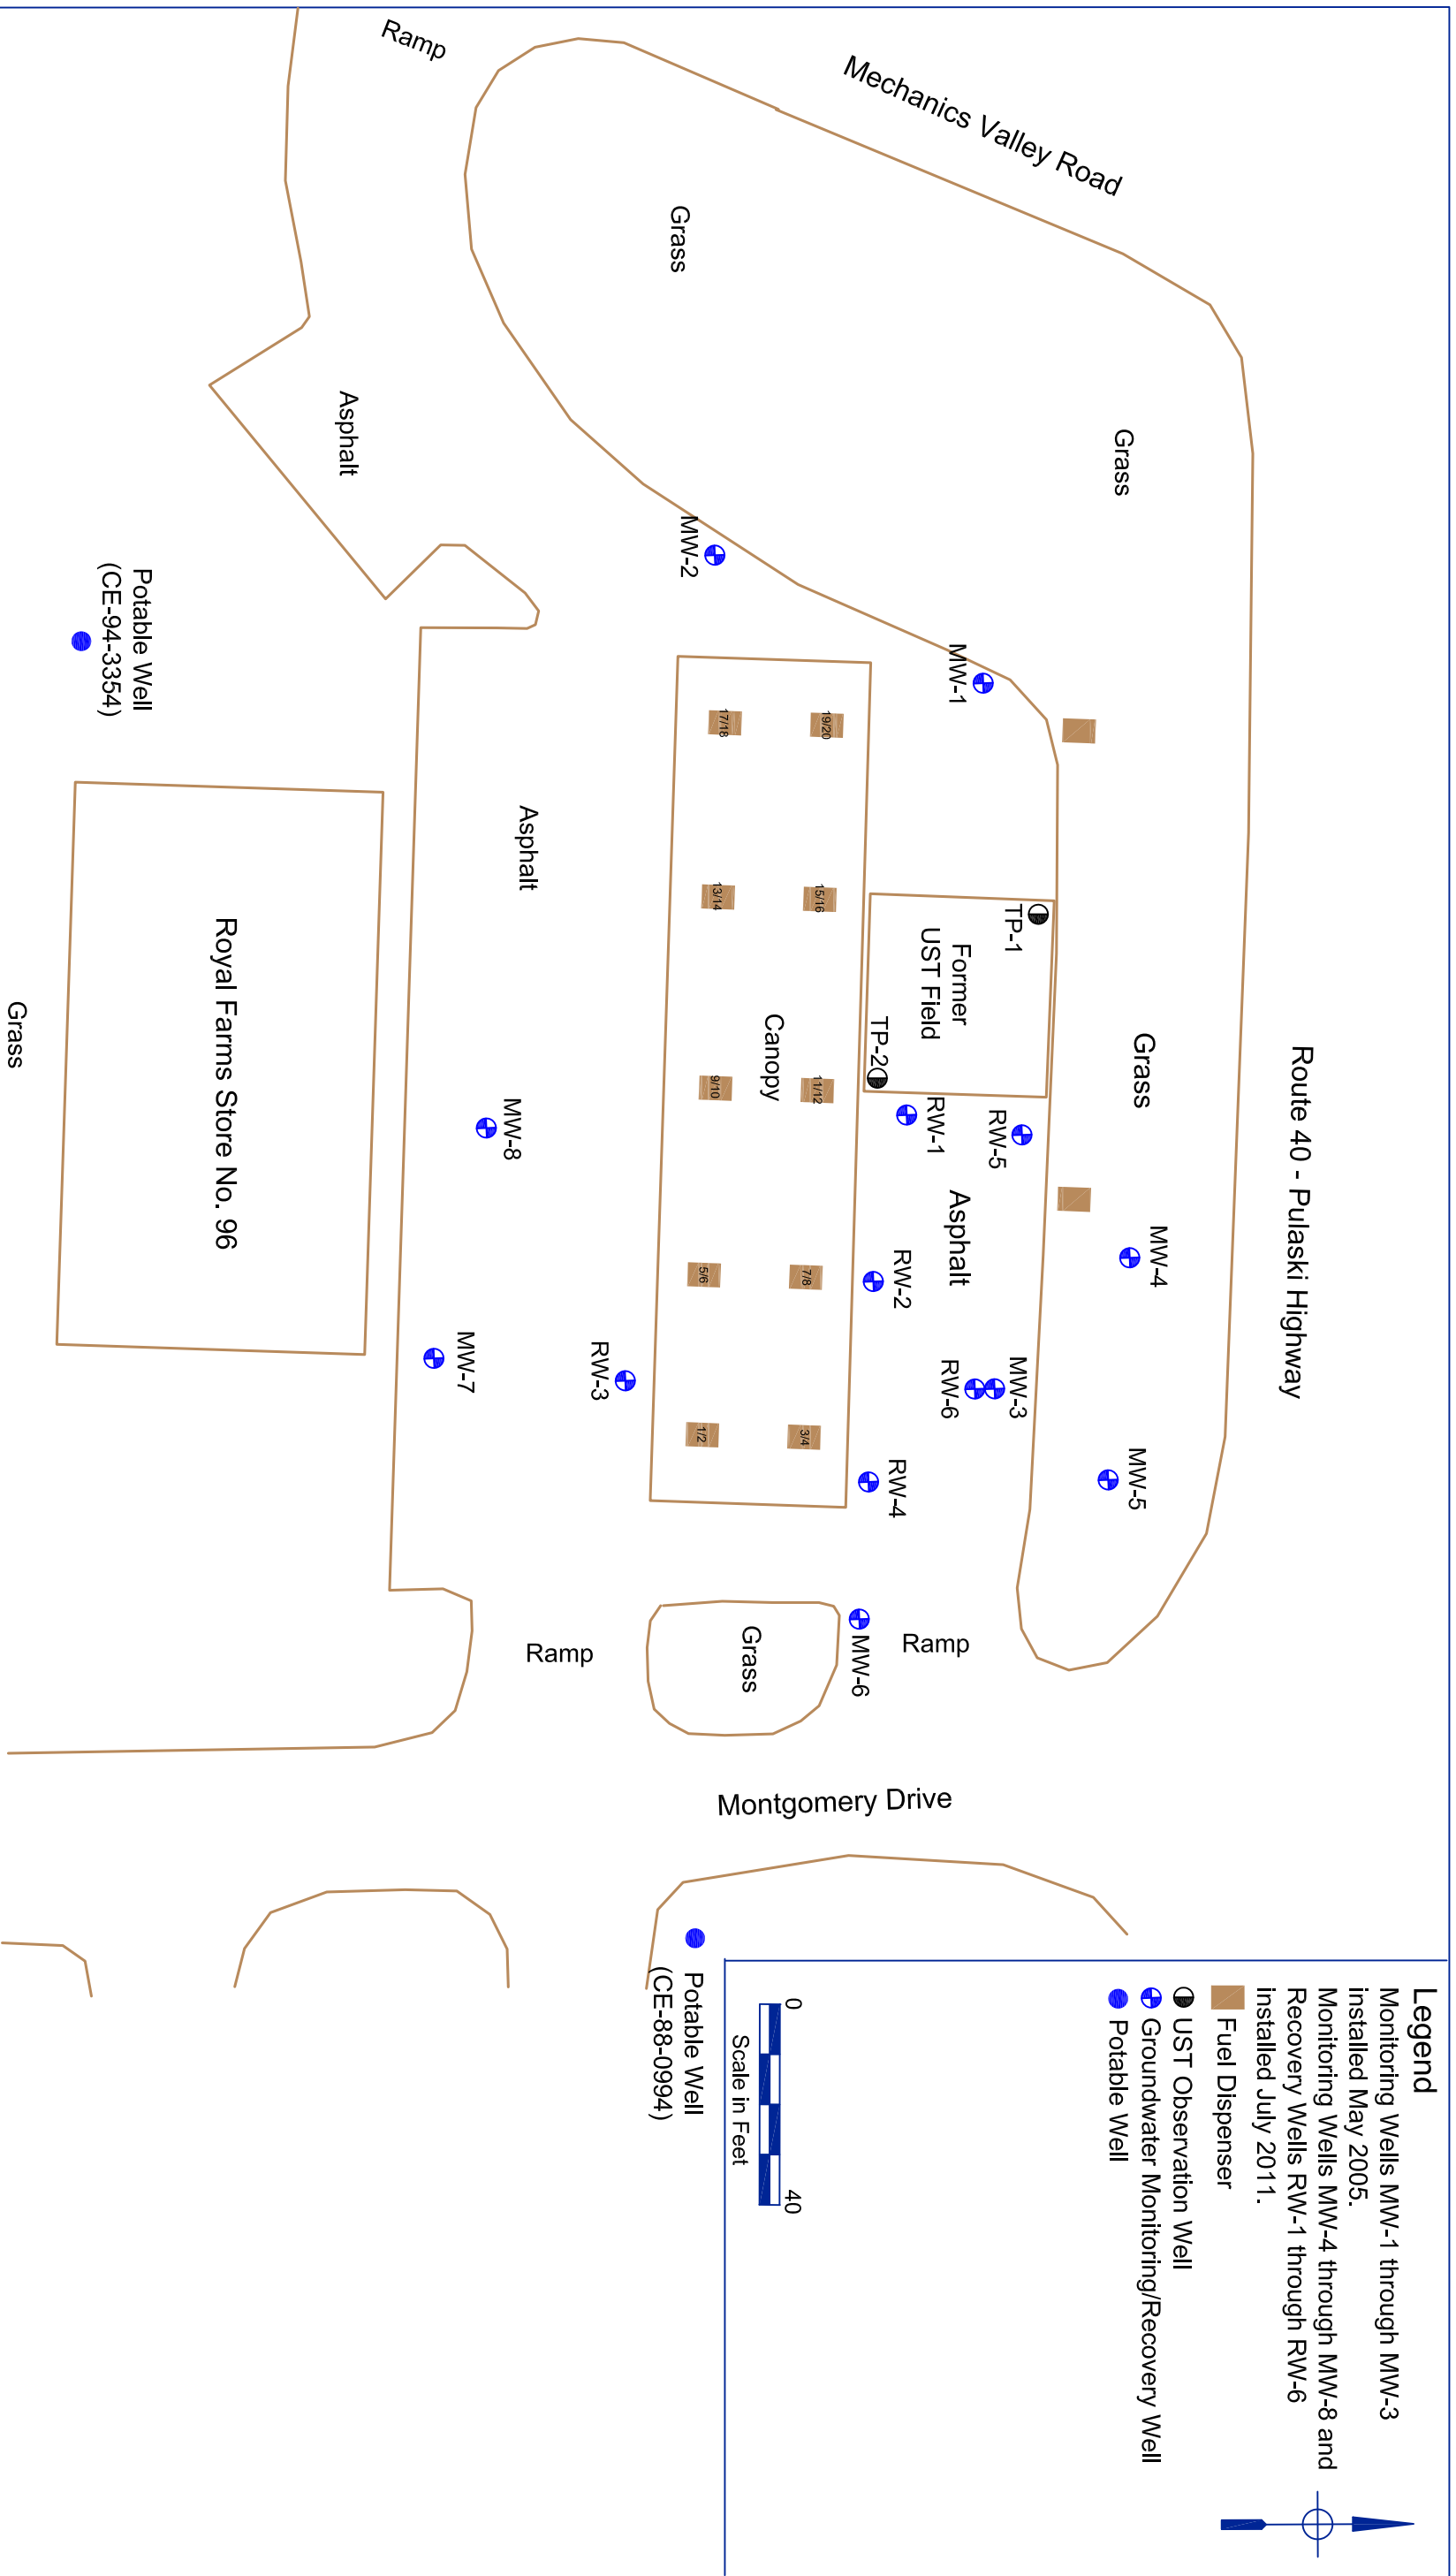 Route 40 - Pulaski Highway
Mechanics Valley Road
Ramp
Grass
Grass
Grass
MW-4
MW-5
MW-1
MW-2
TP-1
Former
UST Field
TP-2
RW-5
RW-1
Asphalt
RW-2
MW-3
RW-6
RW-4
MW-6
Ramp
19/20
15/16
11/12
7/8
3/4
Canopy
17/18
13/14
9/10
5/6
1/2
Grass
RW-3
Ramp
Asphalt
Asphalt
MW-8
MW-7
Potable Well
(CE-94-3354)
Royal Farms Store No. 96
Grass
Montgomery Drive
Potable Well
(CE-88-0994)
Legend
Monitoring Wells MW-1 through MW-3
installed May 2005.
Monitoring Wells MW-4 through MW-8 and
Recovery Wells RW-1 through RW-6
installed July 2011.
Fuel Dispenser
UST Observation Well
Groundwater Monitoring/Recovery Well
Potable Well
0 40
Scale in Feet